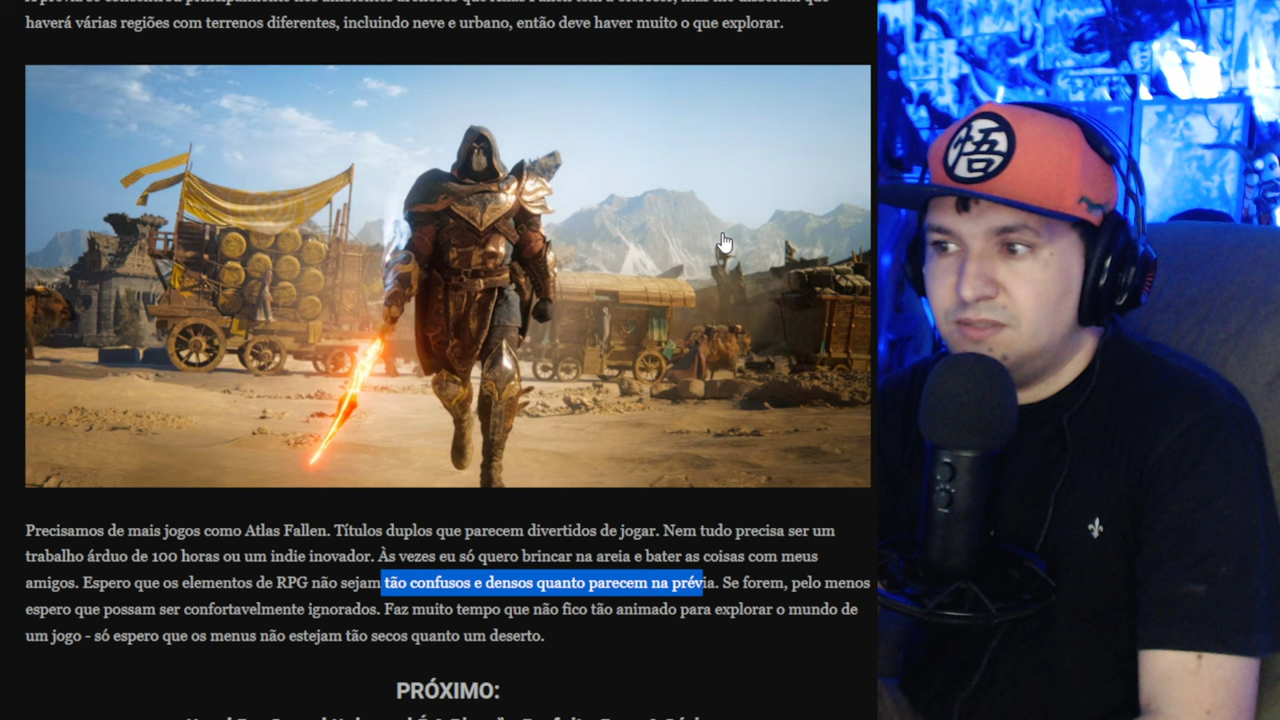 haverá várias regiões com terrenos diferentes, incluindo neve e urbano, então deve haver muito o que explorar.
悟
Precisamos de mais jogos como Atlas Fallen. Títulos duplos que parecem divertidos de jogar. Nem tudo precisa ser um
trabalho árduo de 100 horas ou um indie inovador. Às vezes eu só quero brincar na areia e bater as coisas com meus
amigos. Espero que os elementos de RPG não sejam tão confusos e densos quanto parecem na prévia. Se forem, pelo menos
espero que possam ser confortavelmente ignorados. Faz muito tempo que não fico tão animado para explorar o mundo de
um jogo - só espero que os menus não estejam tão secos quanto um deserto.
PRÓXIMO: